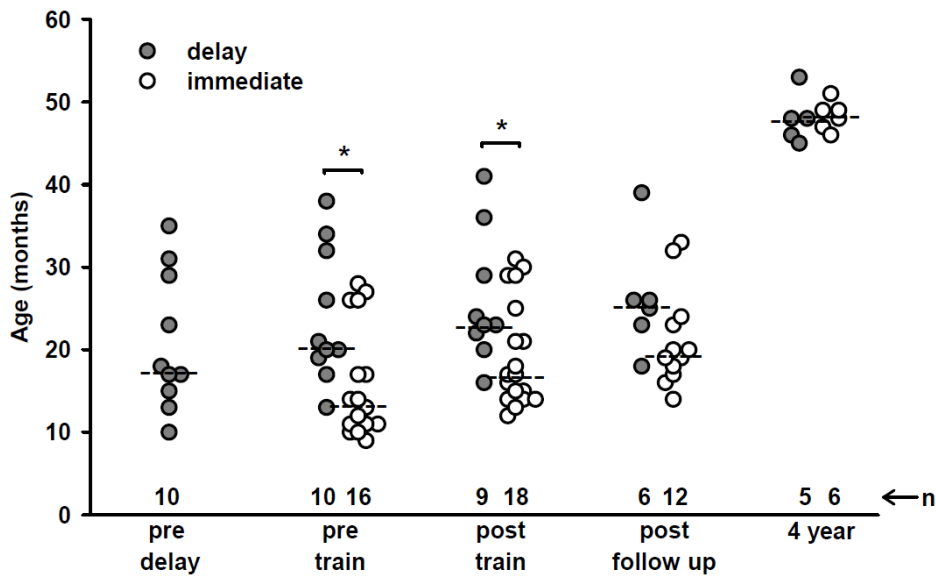 60
50
40
30
20
10
0
Age (months)
delay
immediate
*
*
10
10 16
9 18
6 12
5 6
n
pre
delay
pre
train
post
train
post
follow up
4 year